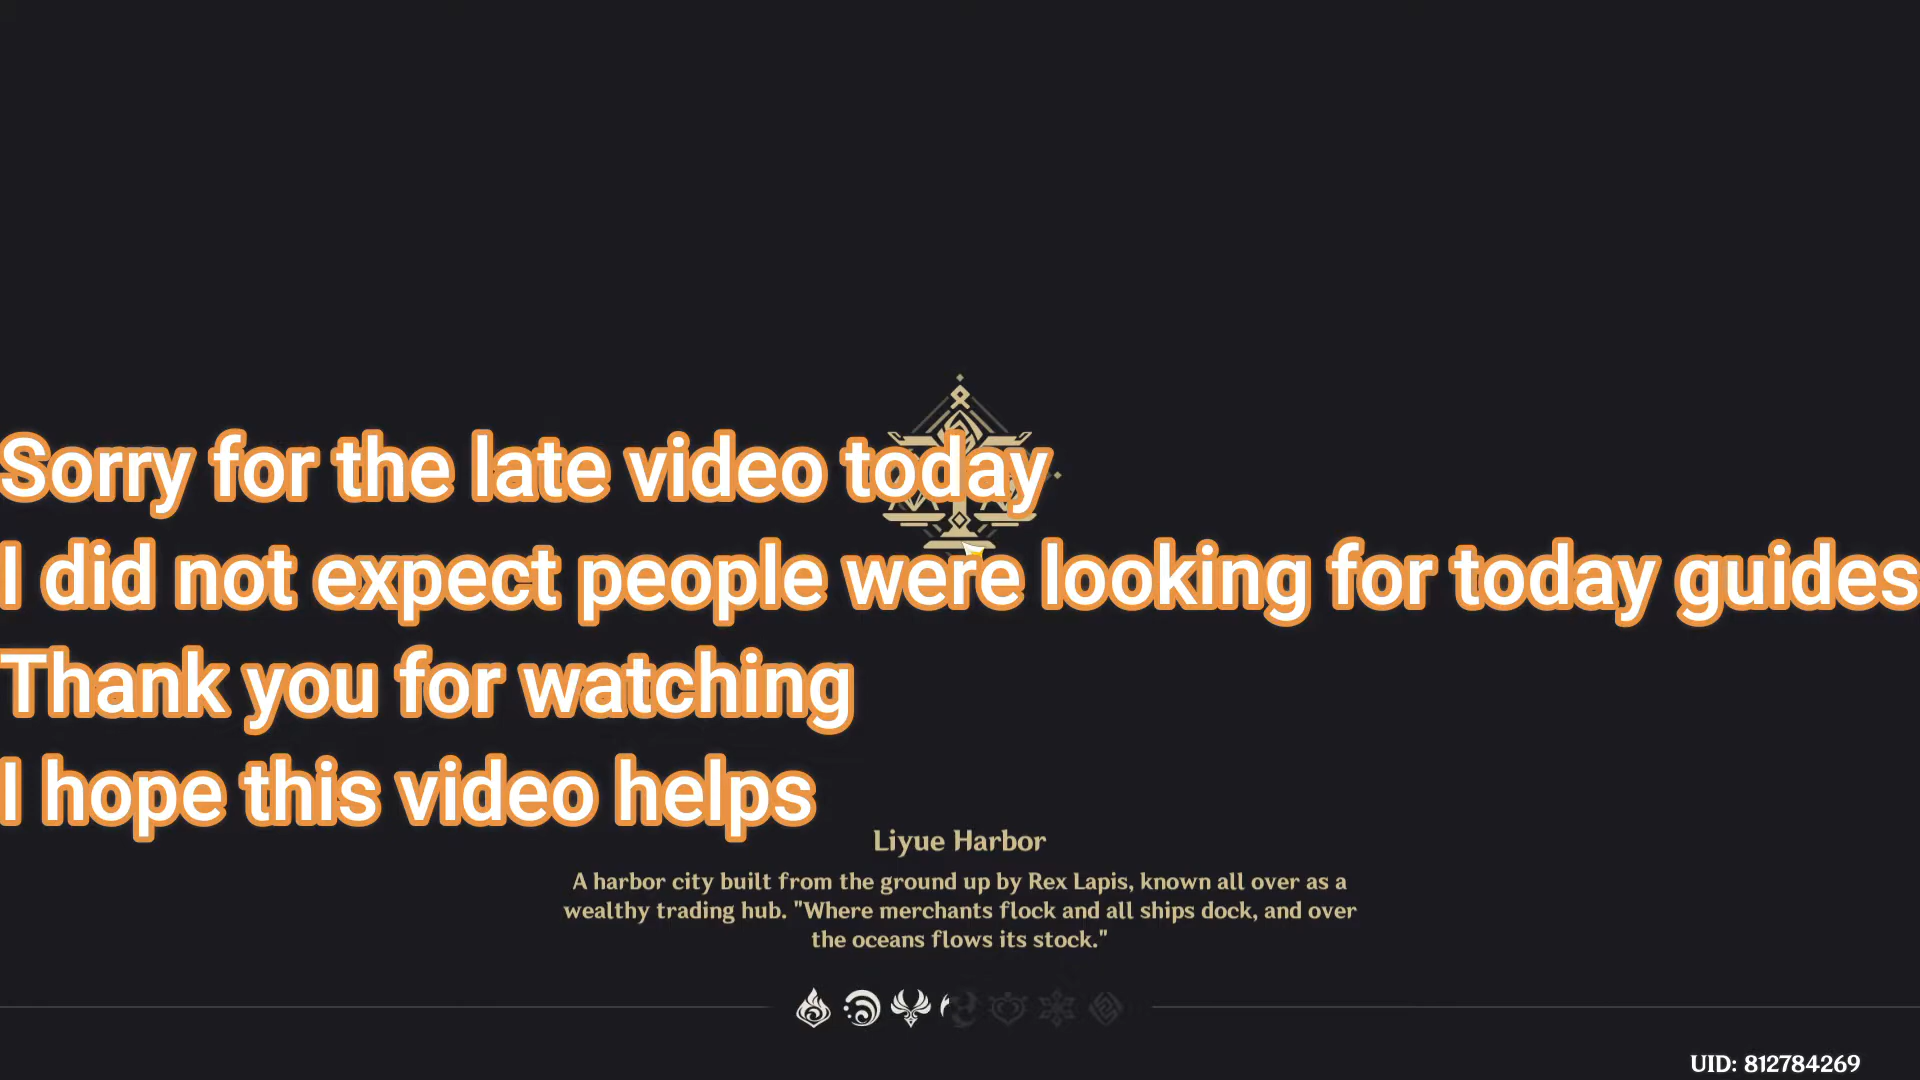 Sorry for the late video today
I did not expect people were looking for today guides
Thank you for watching
I hope this video helps
Liyue Harbor
A harbor city built from the ground up by Rex Lapis, known all over as a
wealthy trading hub. "Where merchants flock and all ships dock, and over
the oceans flows its stock."
UID: 812784269